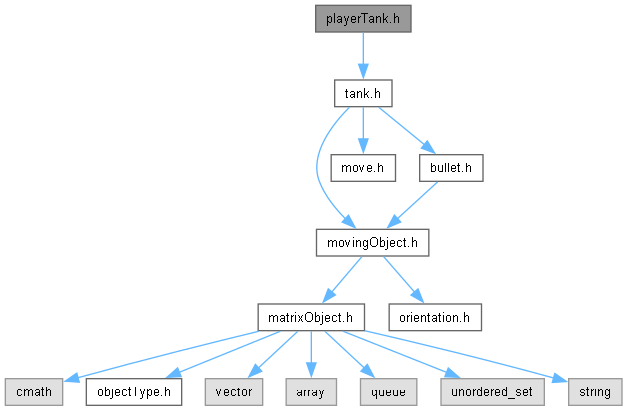 playerTank.h
tank.h
move.h
bullet.h
movingObject.h
matrixObject.h
orientation.h
cmath
objectType.h
vector
array
queue
unordered_set
string